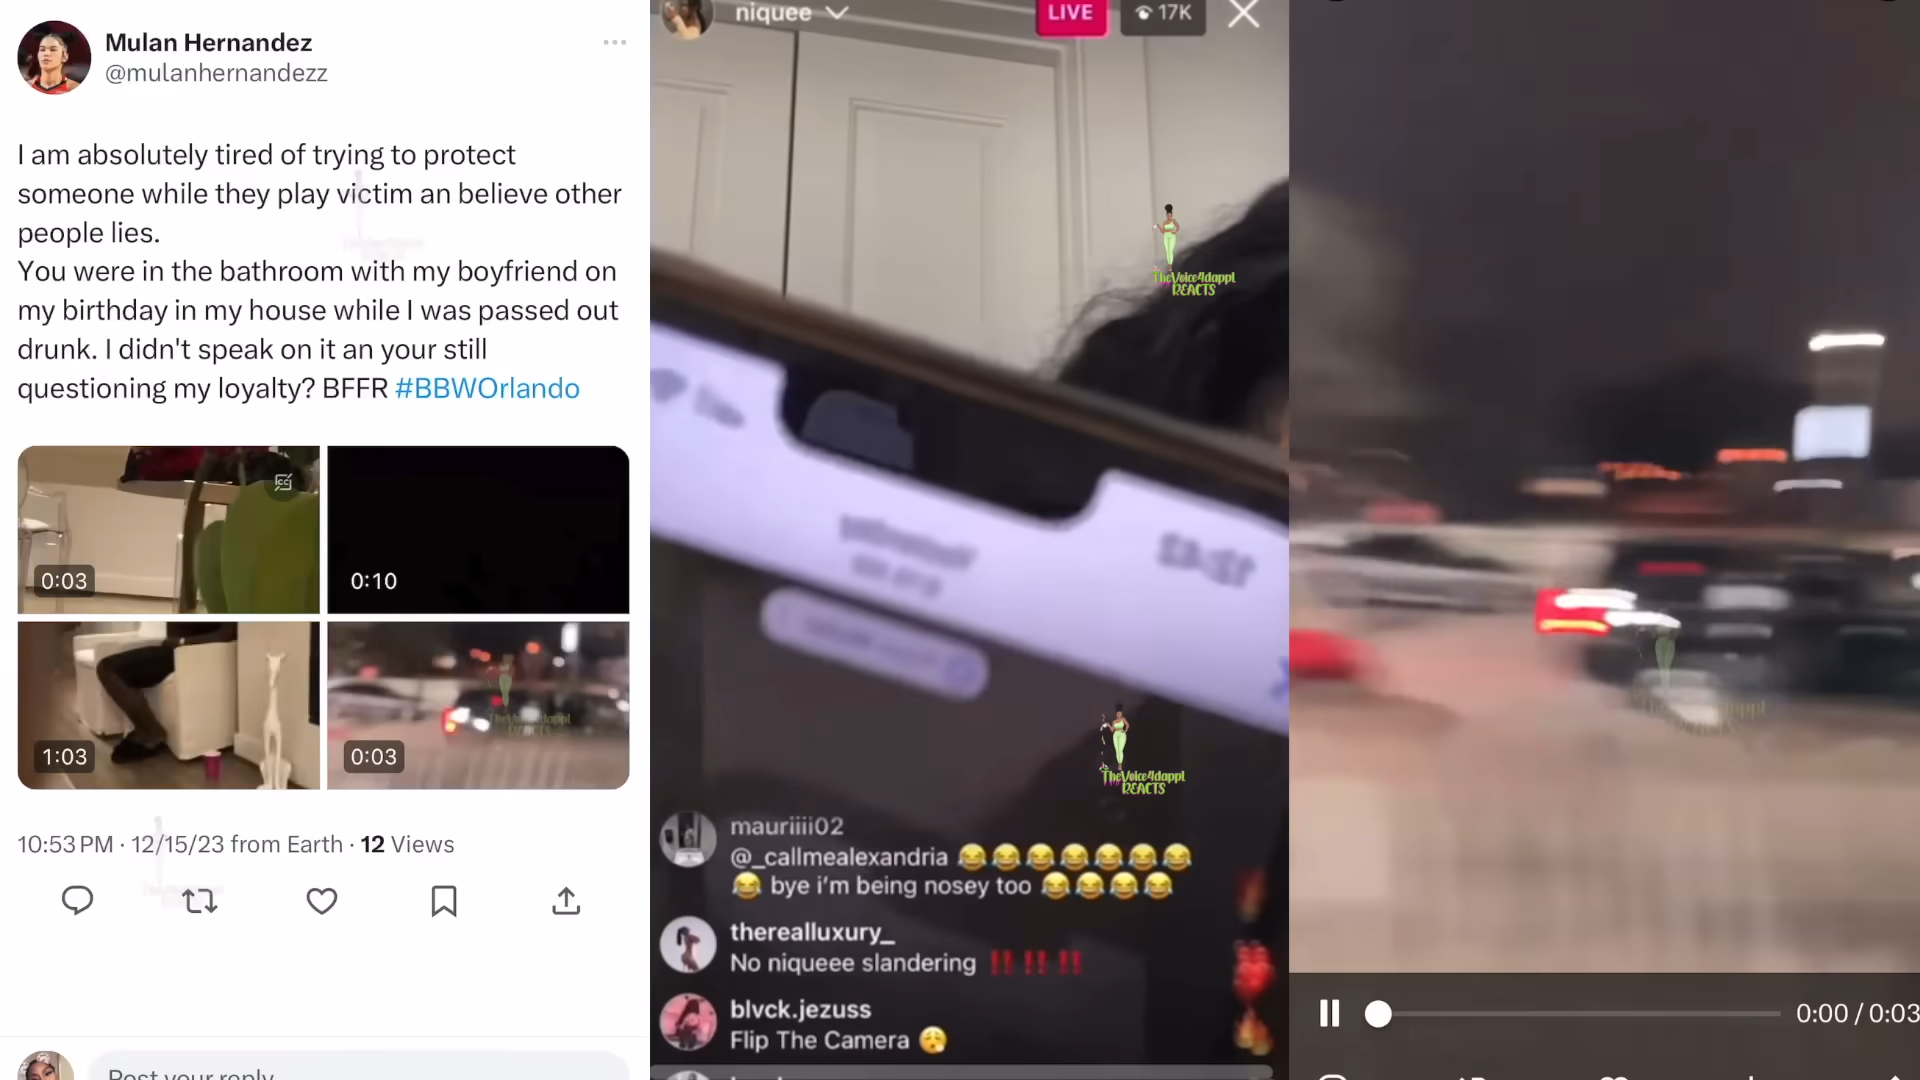 Mulan Hernandez
@mulanhernandezz
I am absolutely tired of trying to protect
someone while they play victim an believe other
people lies.
You were in the bathroom with my boyfriend on
my birthday in my house while I was passed out
drunk. I didn't speak on it an your still
questioning my loyalty? BFFR #BBWOrlando
CC
0:03
0:10
1:03
0:03
TheVoice4dappl
REACTS
10:53 PM · 12/15/23 from Earth · 12 Views
Post your reply
niquee
LIVE
17K
TheVoice4dappl
REACTS
TheVoice4dappl
REACTS
mauriiii02
@_callmealexandria 😂😂😂😂😂😂😂
😂 bye i'm being nosey too 😂😂😂😂
therealluxury_
No niqueee slandering ‼️‼️‼️
blvck.jezuss
Flip The Camera 😮‍💨
0:00 / 0:03